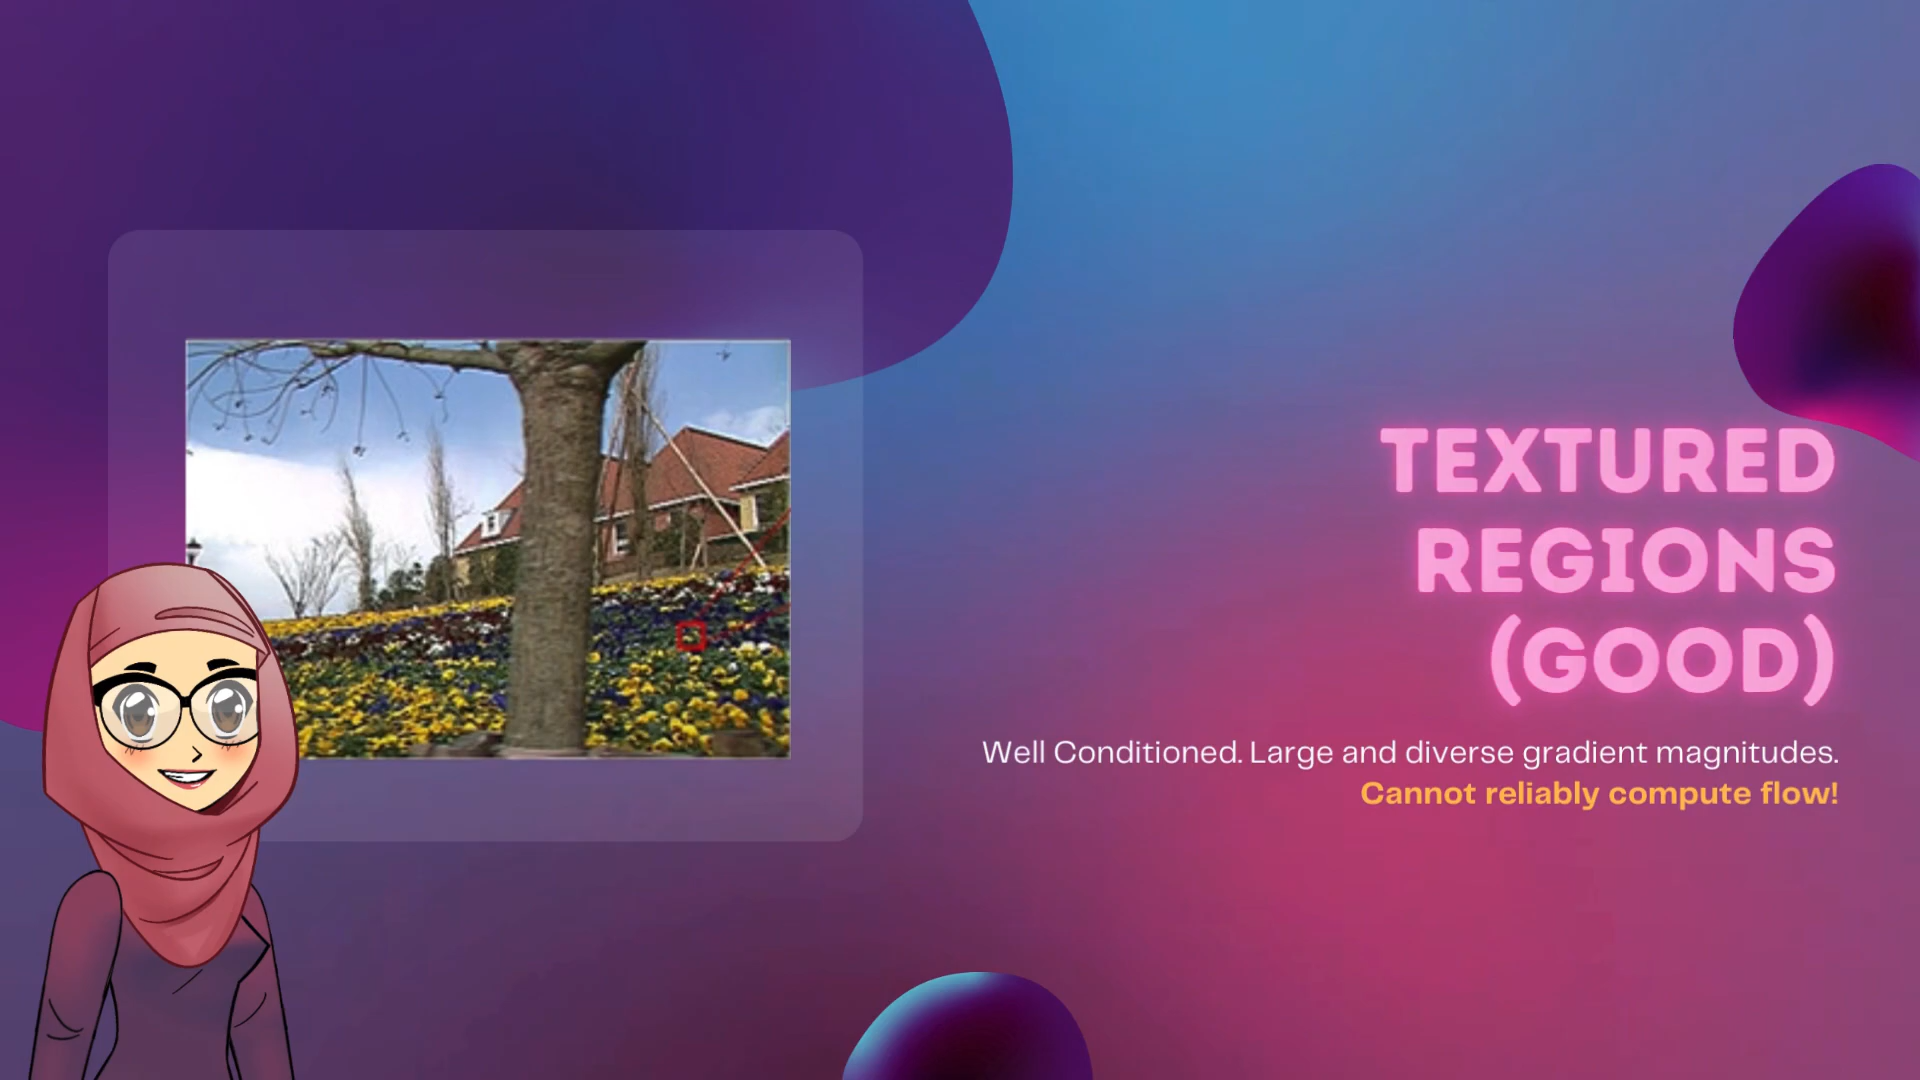 TEXTURED
REGIONS
(GOOD)
Well Conditioned. Large and diverse gradient magnitudes.
Cannot reliably compute flow!